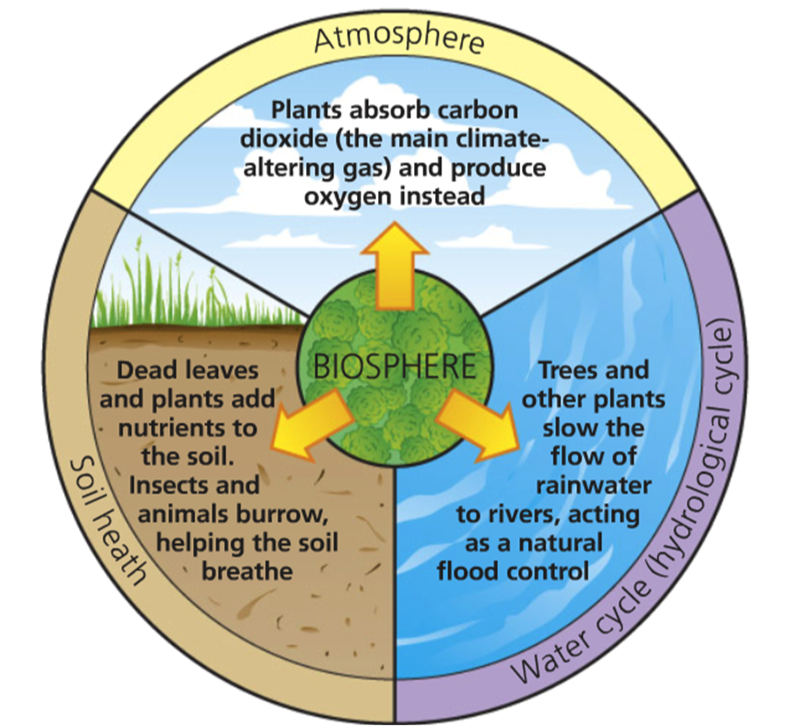 Atmosphere
Plants absorb carbon
dioxide (the main climate-
altering gas) and produce
oxygen instead
BIOSPHERE
Dead leaves
and plants add
nutrients to
the soil.
Insects and
animals burrow,
helping the soil
breathe
Soil heath
Trees and
other plants
slow the
flow of
rainwater
to rivers, acting
as a natural
flood control
Water cycle (hydrological cycle)